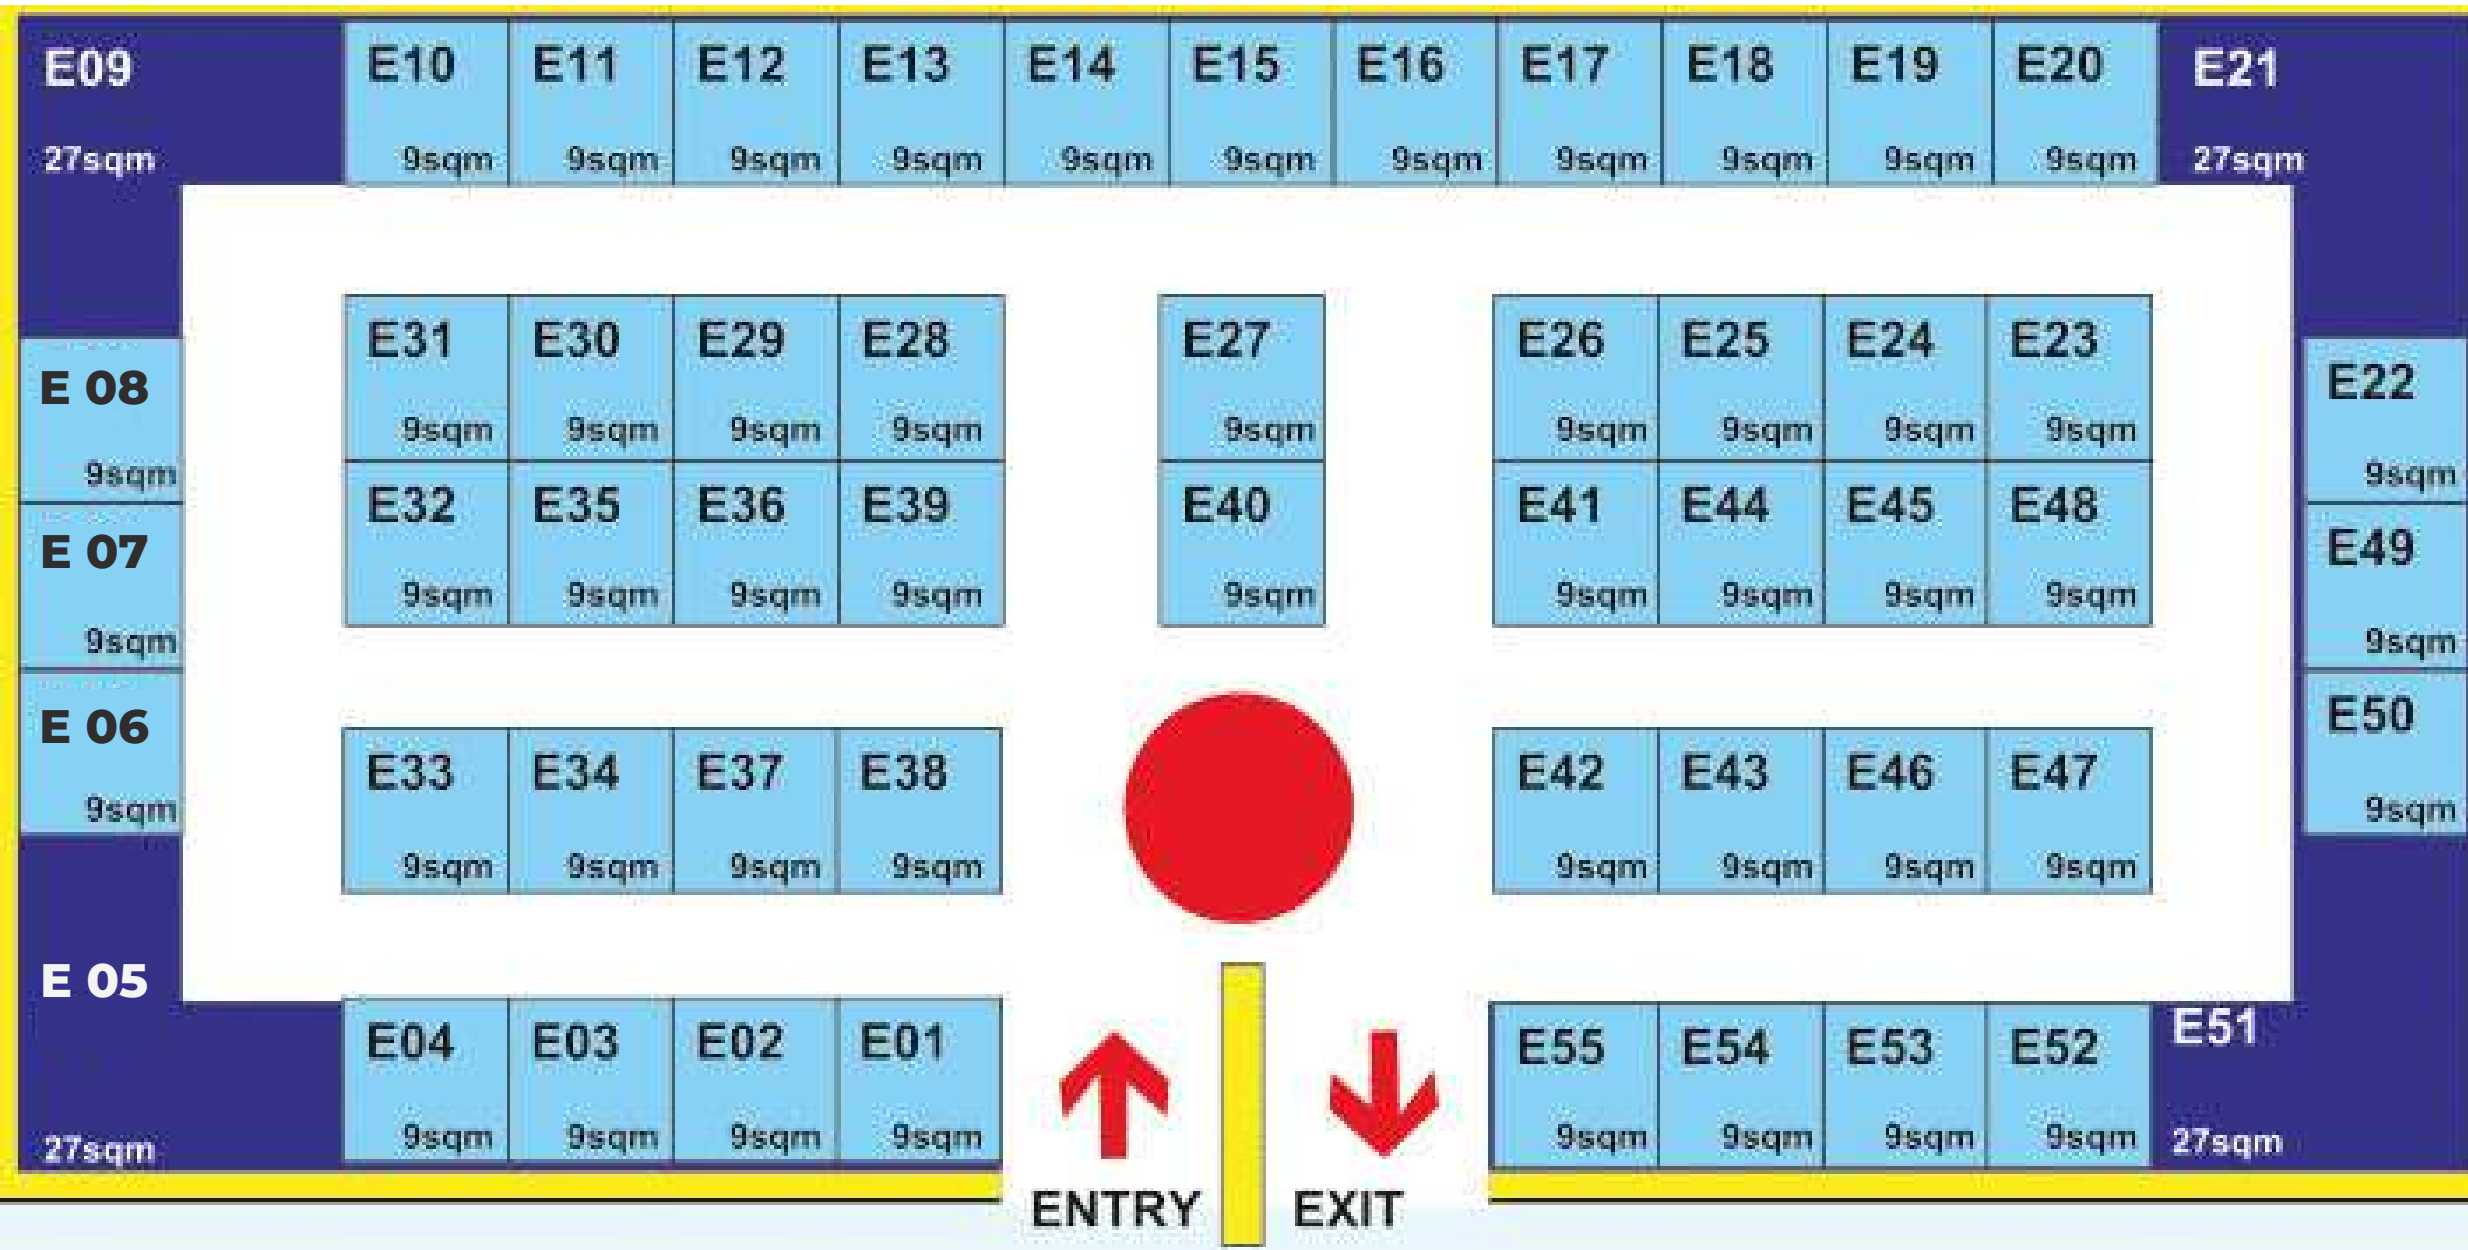 E09 E10 E11 E12 E13 E14 E15 E16 E17 E18 E19 E20 E21
27sqm 9sqm 9sqm 9sqm 9sqm 9sqm 9sqm 9sqm 9sqm 9sqm 9sqm 9sqm 27sqm
E31 E30 E29 E28 E27 E26 E25 E24 E23
E 08 E22
9sqm 9sqm 9sqm 9sqm 9sqm 9sqm 9sqm 9sqm 9sqm
9sqm 9sqm
E32 E35 E36 E39 E40 E41 E44 E45 E48
E 07 E49
9sqm 9sqm 9sqm 9sqm 9sqm 9sqm 9sqm 9sqm 9sqm
9sqm 9sqm
E 06 E50
E33 E34 E37 E38 E42 E43 E46 E47
9sqm 9sqm
9sqm 9sqm 9sqm 9sqm 9sqm 9sqm 9sqm 9sqm
E 05 E51
E04 E03 E02 E01 E55 E54 E53 E52
9sqm 9sqm 9sqm 9sqm 9sqm 9sqm 9sqm 9sqm
27sqm 27sqm
ENTRY EXIT